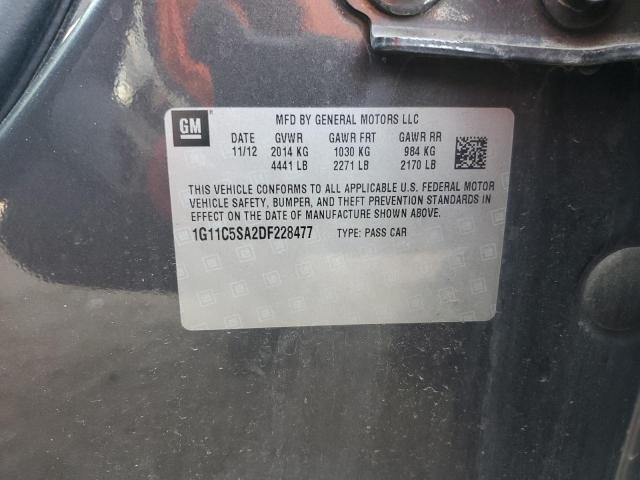 GM
MFD BY GENERAL MOTORS LLC
DATE GVWR GAWR FRT GAWR RR
11/12 2014 KG 1030 KG 984 KG
4441 LB 2271 LB 2170 LB
THIS VEHICLE CONFORMS TO ALL APPLICABLE U.S. FEDERAL MOTOR
VEHICLE SAFETY, BUMPER, AND THEFT PREVENTION STANDARDS IN
EFFECT ON THE DATE OF MANUFACTURE SHOWN ABOVE.
1G11C5SA2DF228477 TYPE: PASS CAR